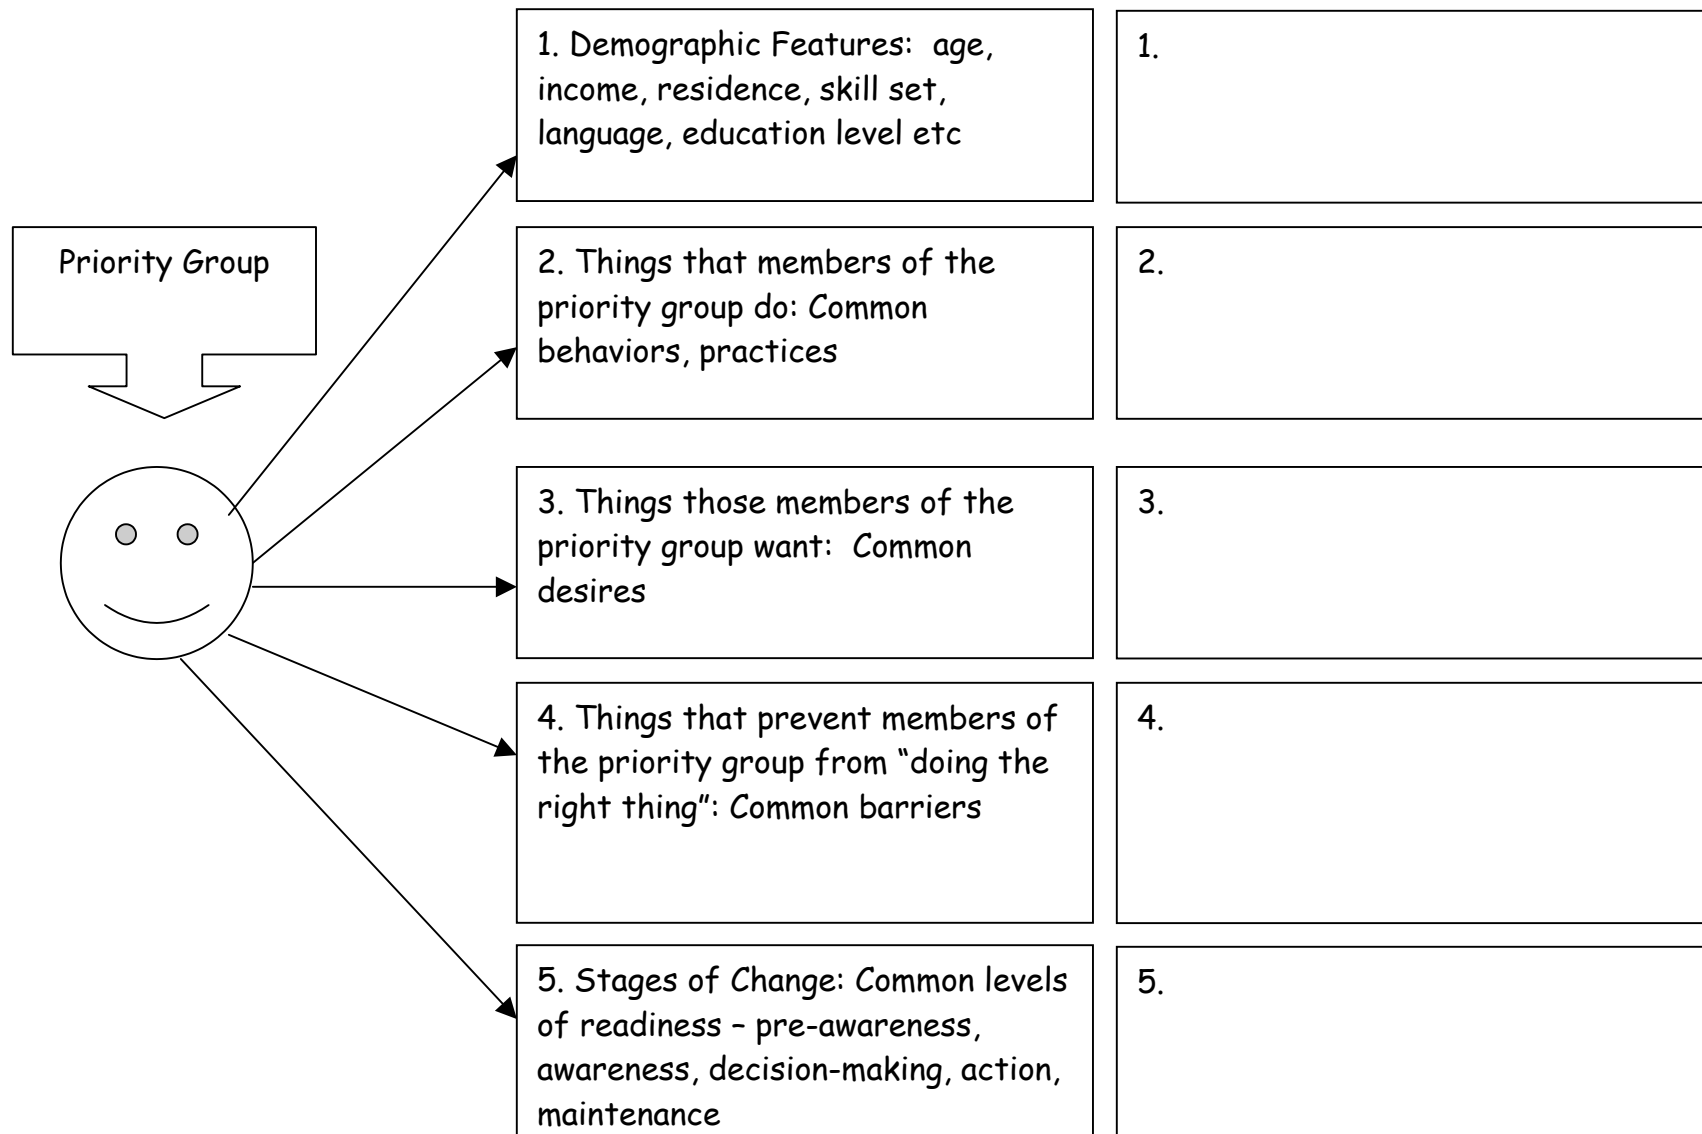 1. Demographic Features:  age,
income, residence, skill set,
language, education level etc
1.
Priority Group
2. Things that members of the
priority group do: Common
behaviors, practices
2.
3. Things those members of the
priority group want:  Common
desires
3.
4. Things that prevent members of
the priority group from “doing the
right thing”: Common barriers
4.
5. Stages of Change: Common levels
of readiness – pre-awareness,
awareness, decision-making, action,
maintenance
5.